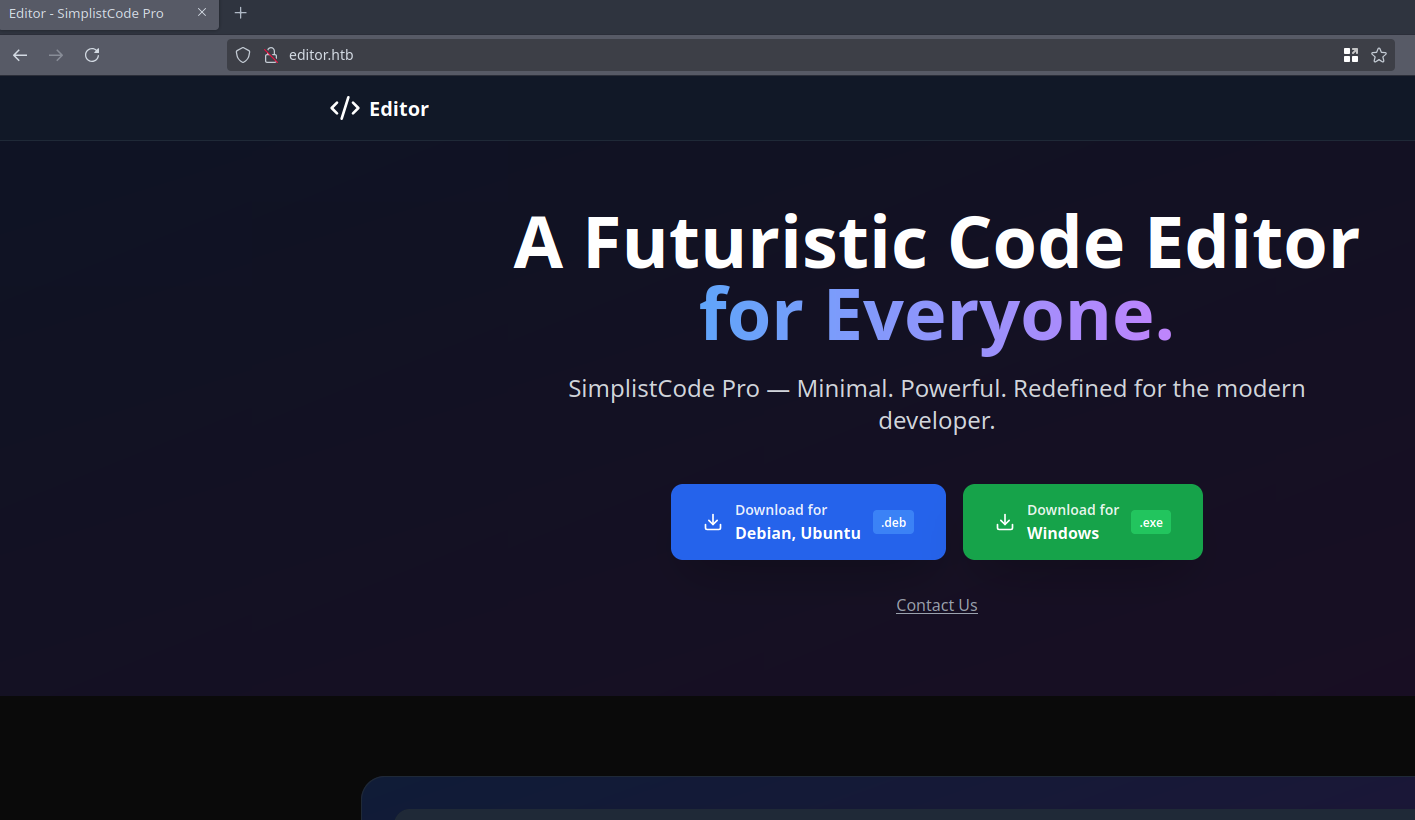 Editor - SimplistCode Pro
editor.htb
</> Editor
A Futuristic Code Editor
for Everyone.
SimplistCode Pro — Minimal. Powerful. Redefined for the modern
developer.
Download for
Debian, Ubuntu
.deb
Download for
Windows
.exe
Contact Us